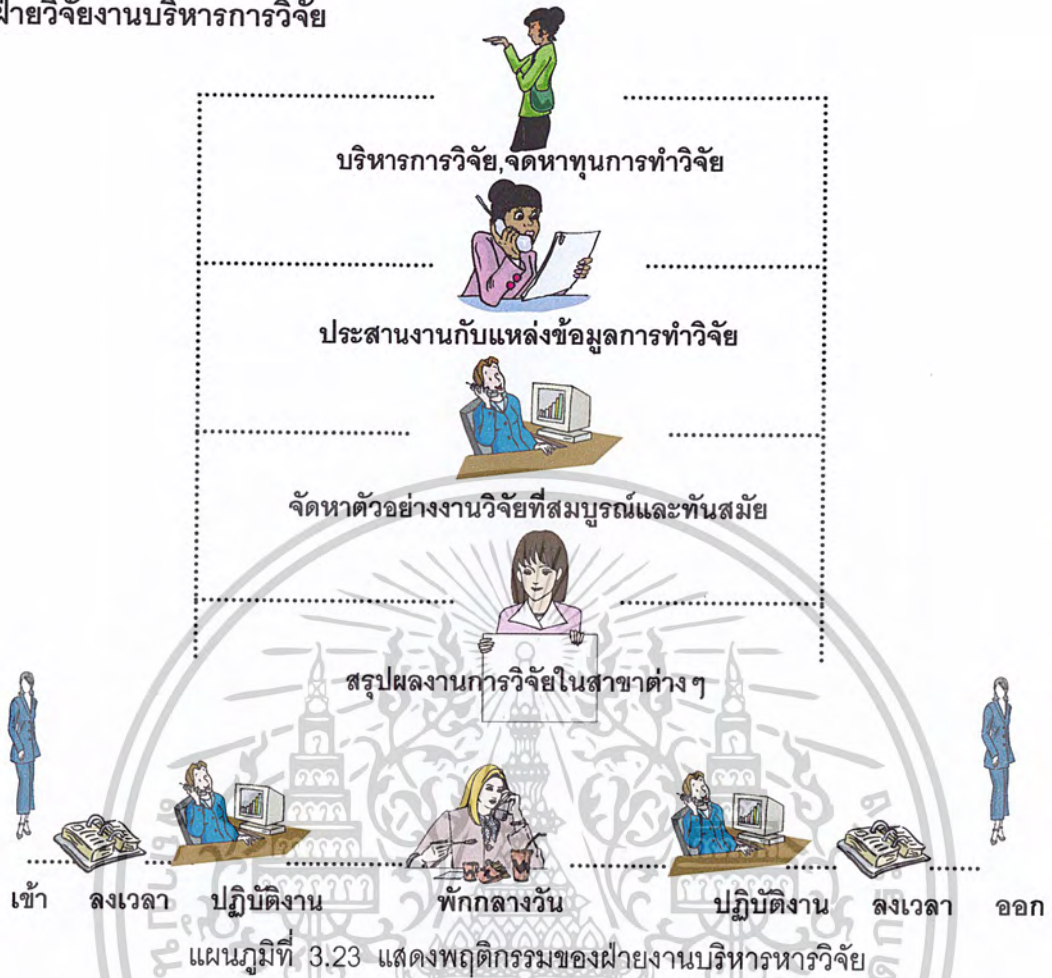 ฝ่ายวิจัยงานบริหารการวิจัย
บริหารการวิจัย,จัดหาทุนการทำวิจัย
ประสานงานกับแหล่งข้อมูลการทำวิจัย
จัดหาตัวอย่างงานวิจัยที่สมบูรณ์และทันสมัย
สรุปผลงานการวิจัยในสาขาต่างๆ
เข้า ลงเวลา ปฏิบัติงาน พักกลางวัน ปฏิบัติงาน ลงเวลา ออก
แผนภูมิที่ 3.23 แสดงพฤติกรรมของฝ่ายงานบริหารหารวิจัย